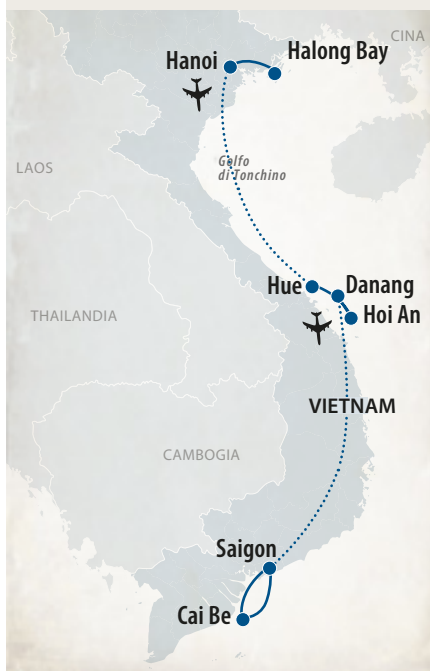 CINA
Halong Bay
Hanoi
LAOS
Golfo
di Tonchino
Hue
Danang
Hoi An
THAILANDIA
VIETNAM
CAMBOGIA
Saigon
Cai Be